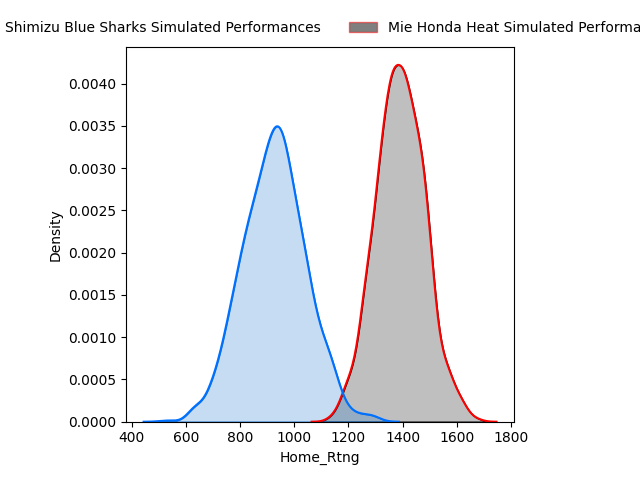 Shimizu Blue Sharks Simulated Performances
Mie Honda Heat Simulated Performa
0.0040
0.0035
0.0030
0.0025
0.0020
0.0015
0.0010
0.0005
0.0000
Density
400 600 800 1000 1200 1400 1600 1800
Home_Rtng